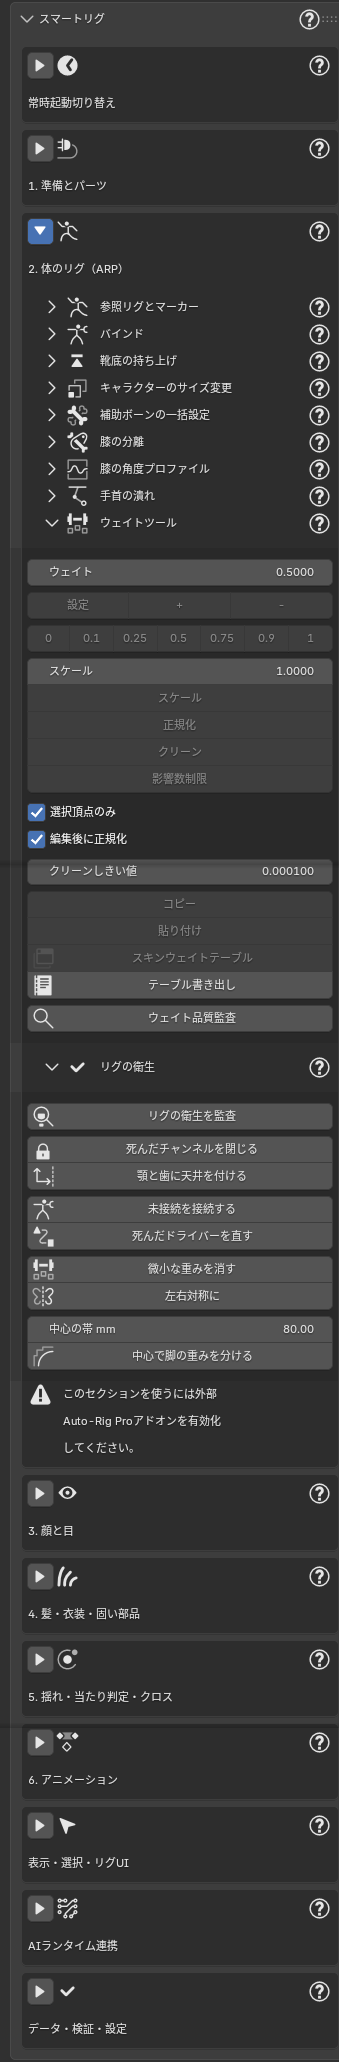 スマートリグ
常時起動切り替え
1. 準備とパーツ
2. 体のリグ（ARP）
参照リグとマーカー
バインド
靴底の持ち上げ
キャラクターのサイズ変更
補助ボーンの一括設定
膝の分離
膝の角度プロファイル
手首の潰れ
ウェイトツール
ウェイト 0.5000
設定 + -
0 0.1 0.25 0.5 0.75 0.9 1
スケール 1.0000
スケール
正規化
クリーン
影響数制限
選択頂点のみ
編集後に正規化
クリーンしきい値 0.000100
コピー
貼り付け
スキンウェイトテーブル
テーブル書き出し
ウェイト品質監査
リグの衛生
リグの衛生を監査
死んだチャンネルを閉じる
顎と歯に天井を付ける
未接続を接続する
死んだドライバーを直す
微小な重みを消す
左右対称に
中心の帯 mm 80.00
中心で脚の重みを分ける
このセクションを使うには外部
Auto-Rig Proアドオンを有効化
してください。
3. 顔と目
4. 髪・衣装・固い部品
5. 揺れ・当たり判定・クロス
6. アニメーション
表示・選択・リグUI
AIランタイム連携
データ・検証・設定